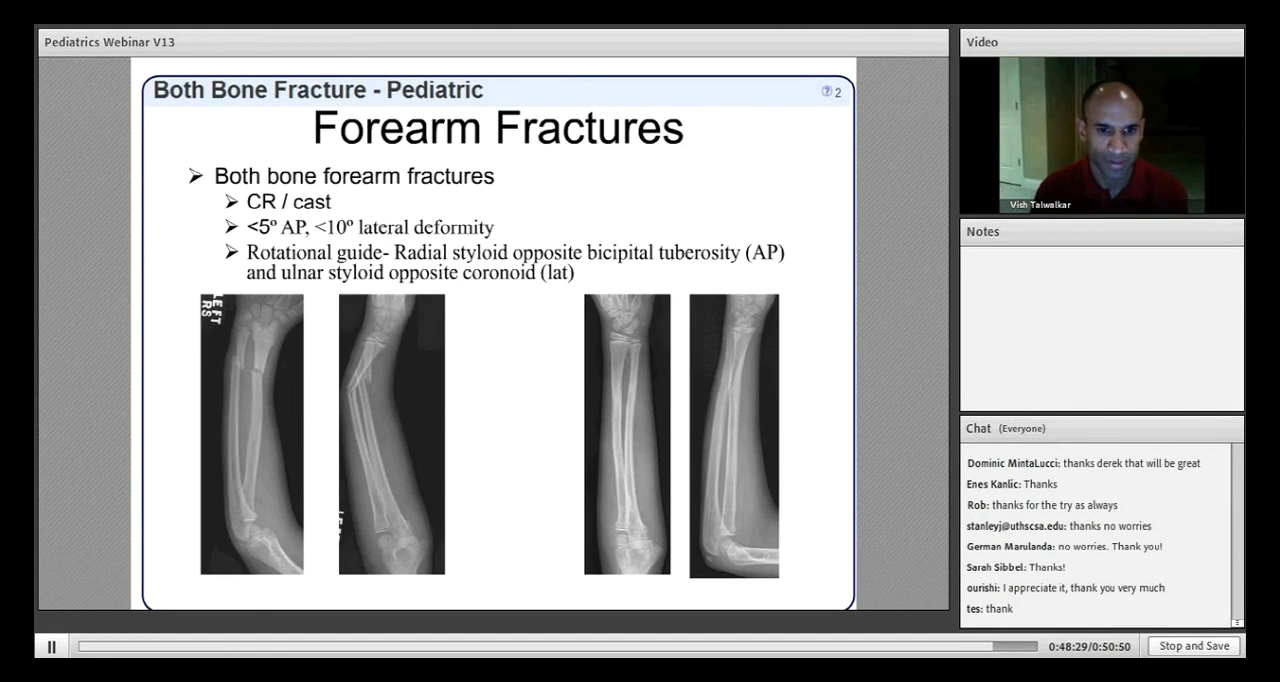 Pediatrics Webinar V13
Both Bone Fracture - Pediatric
2
Forearm Fractures
➢ Both bone forearm fractures
➢ CR / cast
➢ <5º AP, <10º lateral deformity
➢ Rotational guide- Radial styloid opposite bicipital tuberosity (AP)
and ulnar styloid opposite coronoid (lat)
LEFT
RS
Video
Vish Talwalkar
Notes
Chat (Everyone)
Dominic MintaLucci: thanks derek that will be great
Enes Kanlic: Thanks
Rob: thanks for the try as always
stanleyj@uthscsa.edu: thanks no worries
German Marulanda: no worries. Thank you!
Sarah Sibbel: Thanks!
ourishi: I appreciate it, thank you very much
tes: thank
0:48:29/0:50:50
Stop and Save